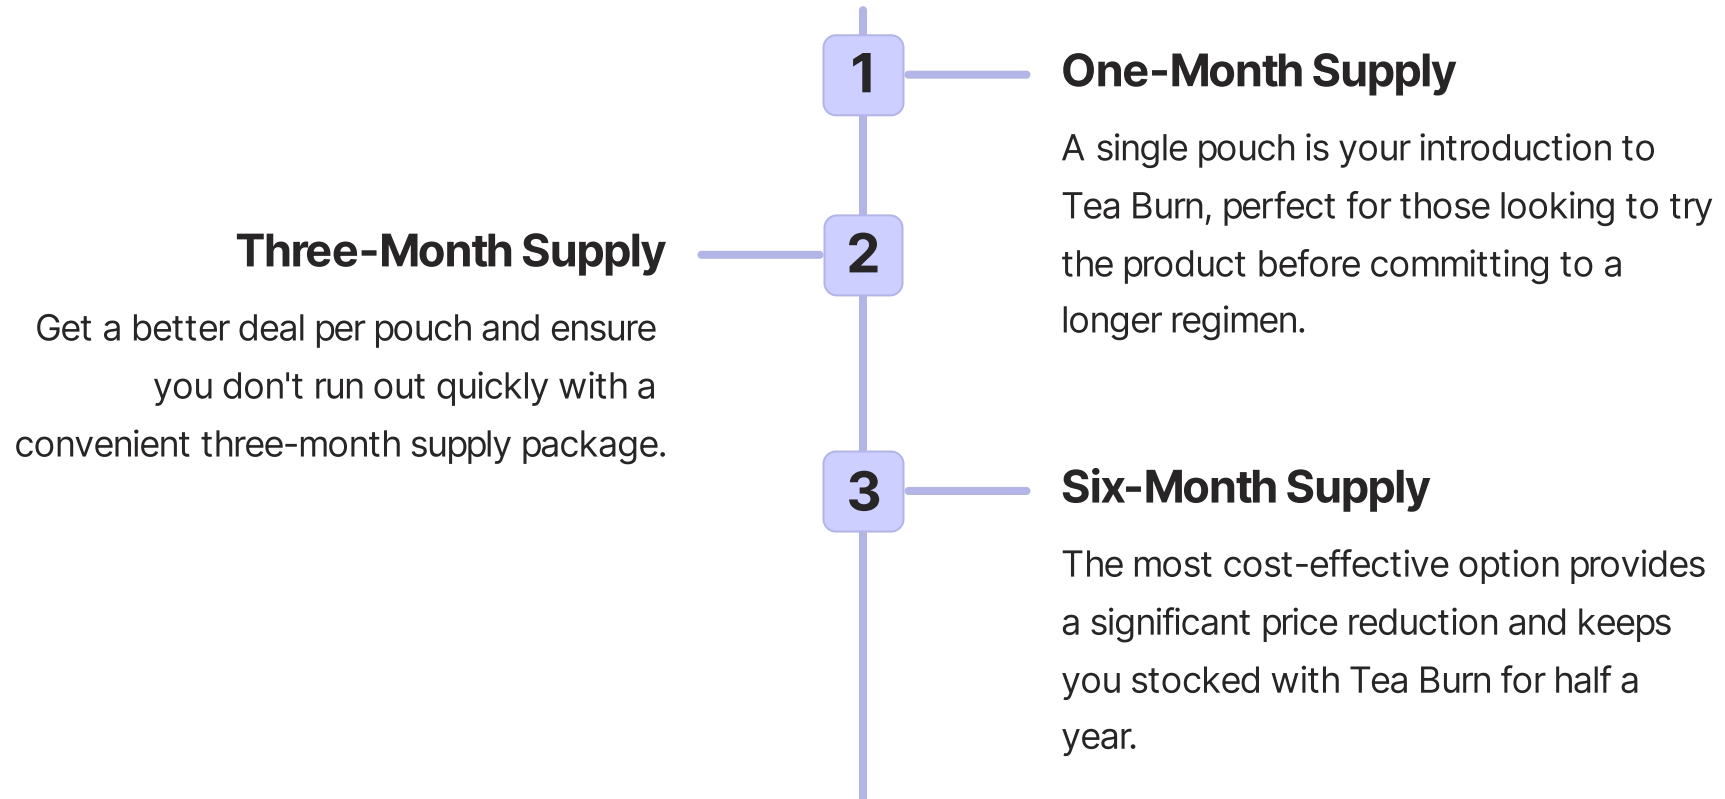 1
One-Month Supply
A single pouch is your introduction to
Tea Burn, perfect for those looking to try
the product before committing to a
longer regimen.
2
Three-Month Supply
Get a better deal per pouch and ensure
you don't run out quickly with a
convenient three-month supply package.
3
Six-Month Supply
The most cost-effective option provides
a significant price reduction and keeps
you stocked with Tea Burn for half a
year.